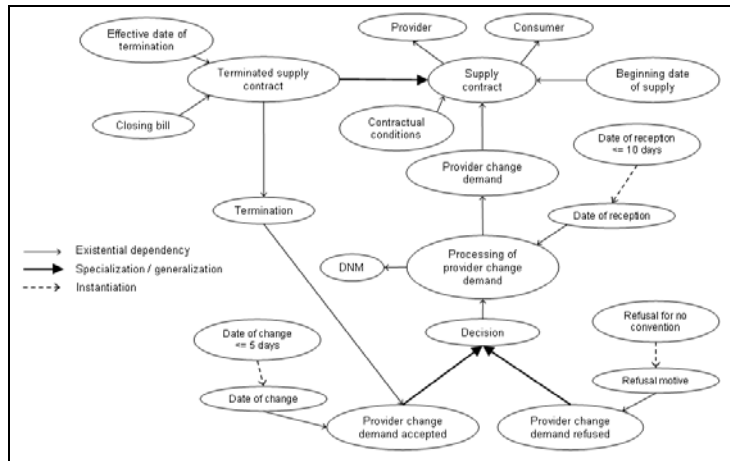 Effective date of
termination
Provider
Consumer
Terminated supply
contract
Supply
contract
Beginning date
of supply
Closing bill
Contractual
conditions
Date of reception
<= 10 days
Provider change
demand
Termination
Date of reception
Existential dependency
Specialization / generalization
Instantiation
DNM
Processing of
provider change
demand
Date of change
<= 5 days
Decision
Refusal for no
convention
Date of change
Refusal motive
Provider change
demand accepted
Provider change
demand refused